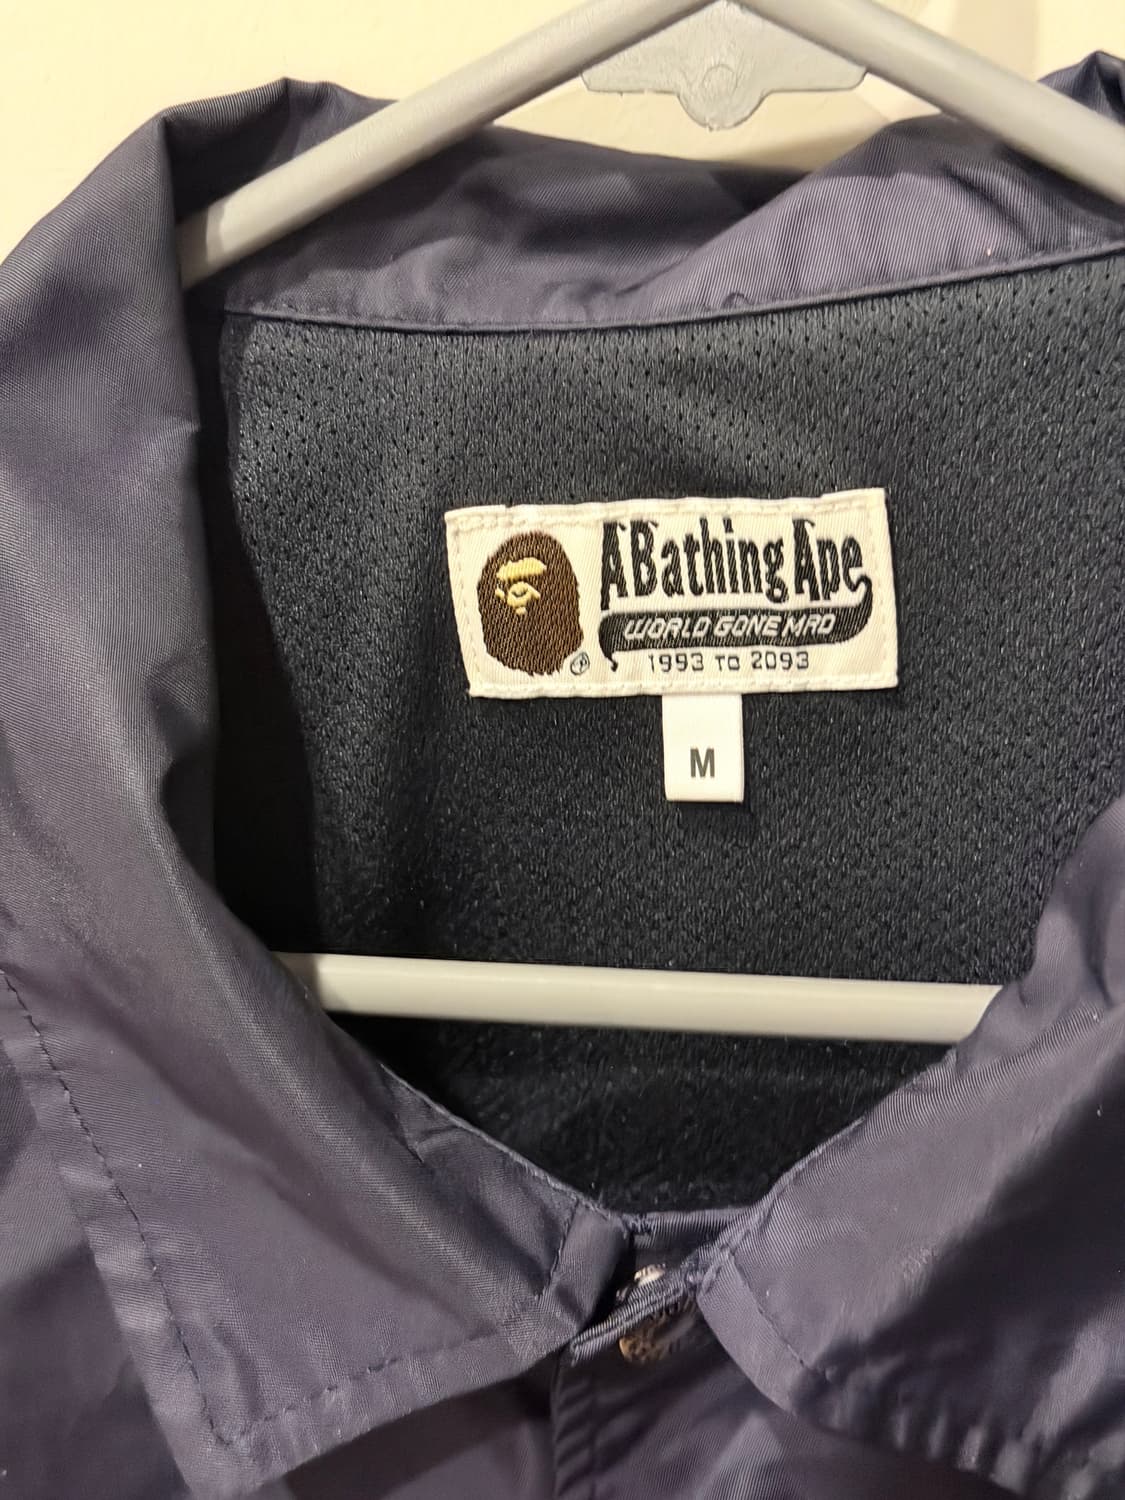 A Bathing Ape
WORLD GONE MAD
1993 TO 2093
M